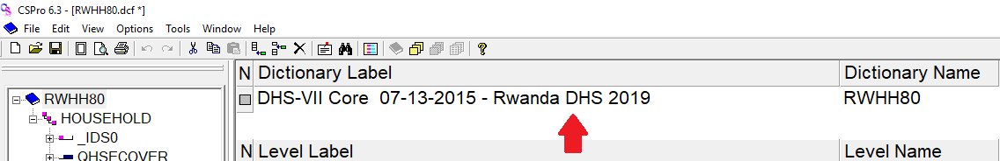 CSPro 6.3 - [RWHH80.dcf *]
File Edit View Options Tools Window Help
N Dictionary Label Dictionary Name
DHS-VII Core  07-13-2015 - Rwanda DHS 2019 RWHH80
RWHH80
HOUSEHOLD
_IDS0
QHSECOVER
N Level Label Level Name